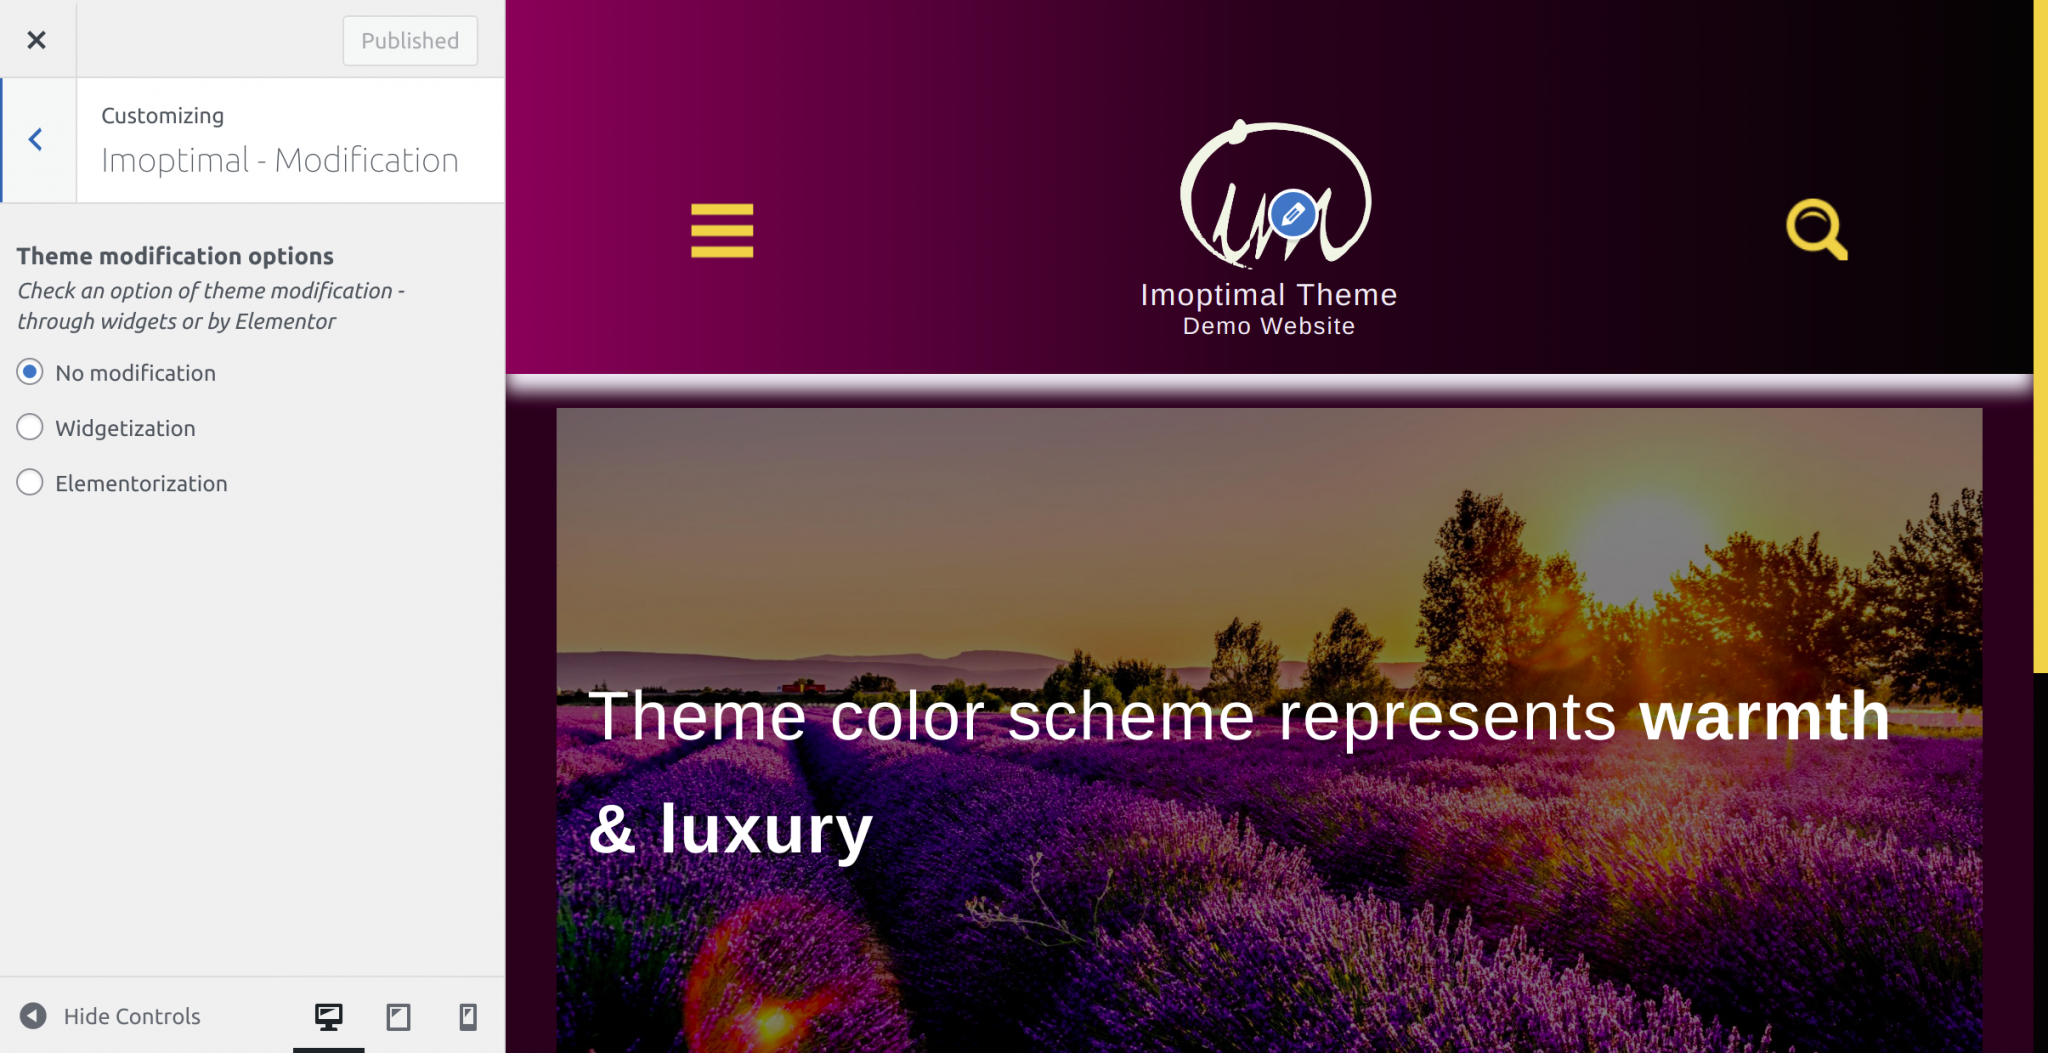 Published
Customizing
Imoptimal - Modification
Theme modification options
Check an option of theme modification -
through widgets or by Elementor
No modification
Widgetization
Elementorization
Hide Controls
im
Imoptimal Theme
Demo Website
Theme color scheme represents warmth
& luxury